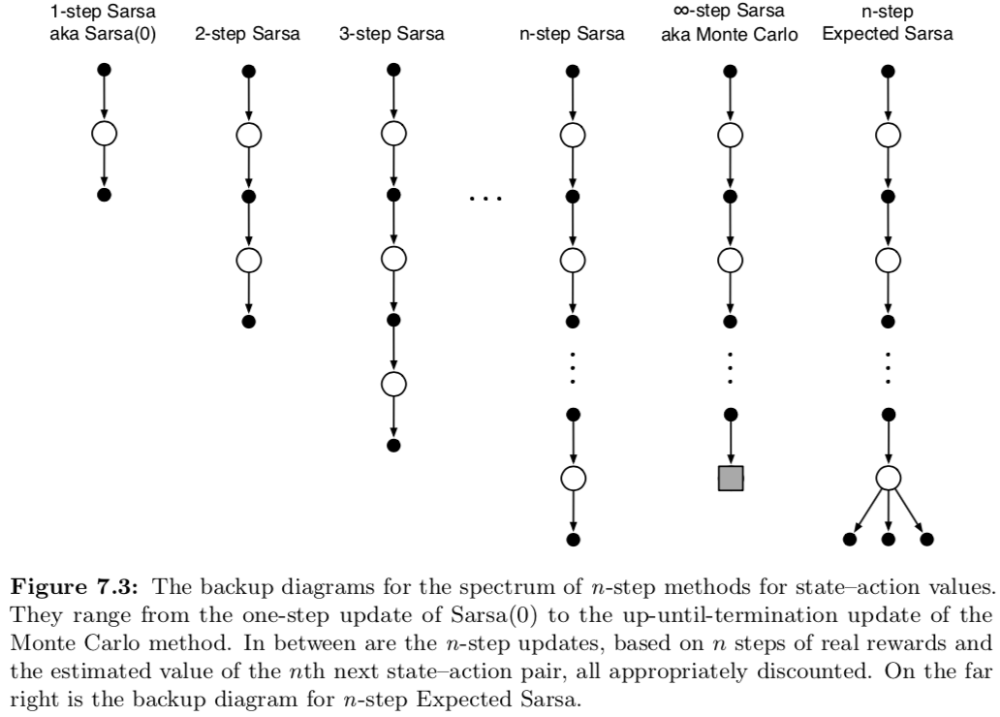 1-step Sarsa
aka Sarsa(0)
2-step Sarsa
3-step Sarsa
n-step Sarsa
∞-step Sarsa
aka Monte Carlo
n-step
Expected Sarsa
Figure 7.3: The backup diagrams for the spectrum of n-step methods for state–action values.
They range from the one-step update of Sarsa(0) to the up-until-termination update of the
Monte Carlo method. In between are the n-step updates, based on n steps of real rewards and
the estimated value of the nth next state–action pair, all appropriately discounted. On the far
right is the backup diagram for n-step Expected Sarsa.